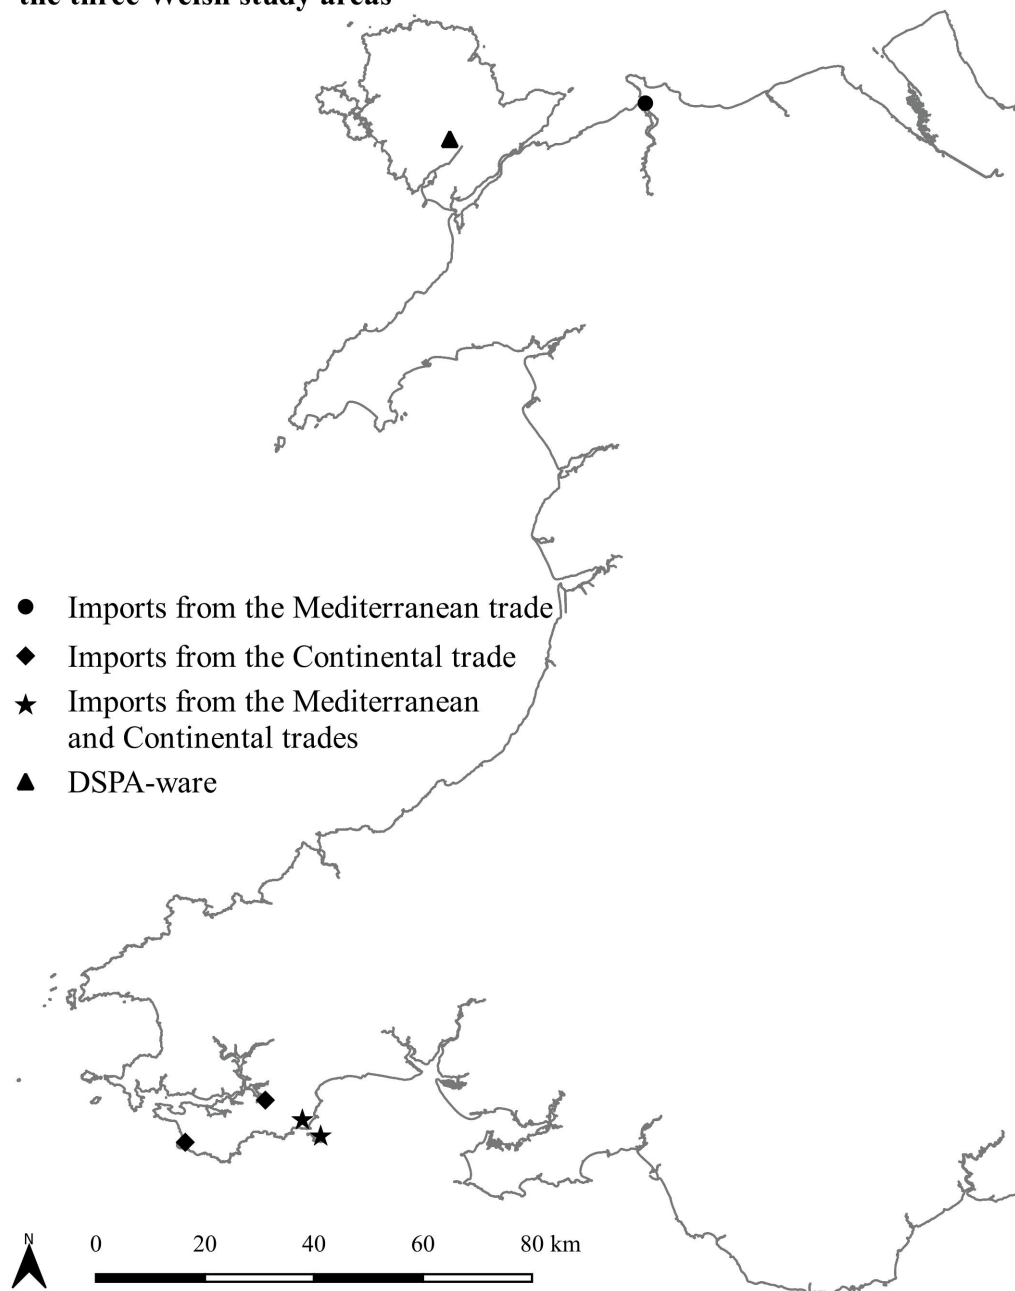 the three Welsh study areas
Imports from the Mediterranean trade
Imports from the Continental trade
Imports from the Mediterranean
and Continental trades
DSPA-ware
N
0 20 40 60 80 km